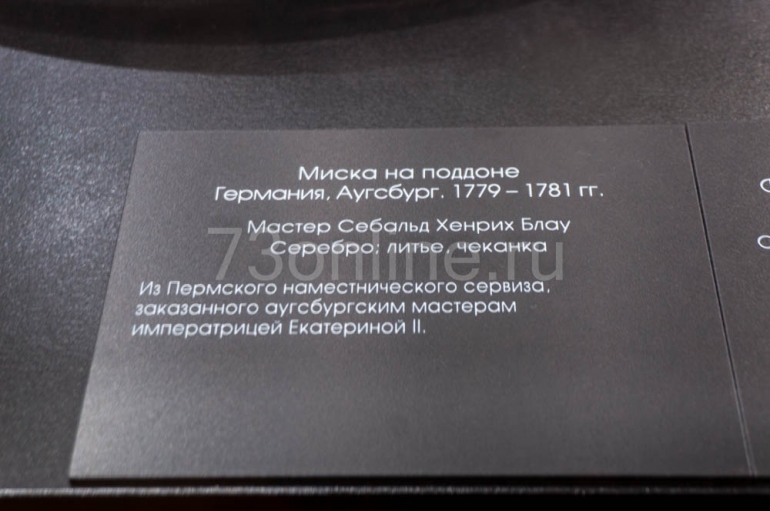 Миска на поддоне
Германия, Аугсбург. 1779 – 1781 гг.
Мастер Себальд Хенрих Блау
Серебро; литье, чеканка
73online.ru
Из Пермского наместнического сервиза,
заказанного аугсбургским мастерам
императрицей Екатериной II.